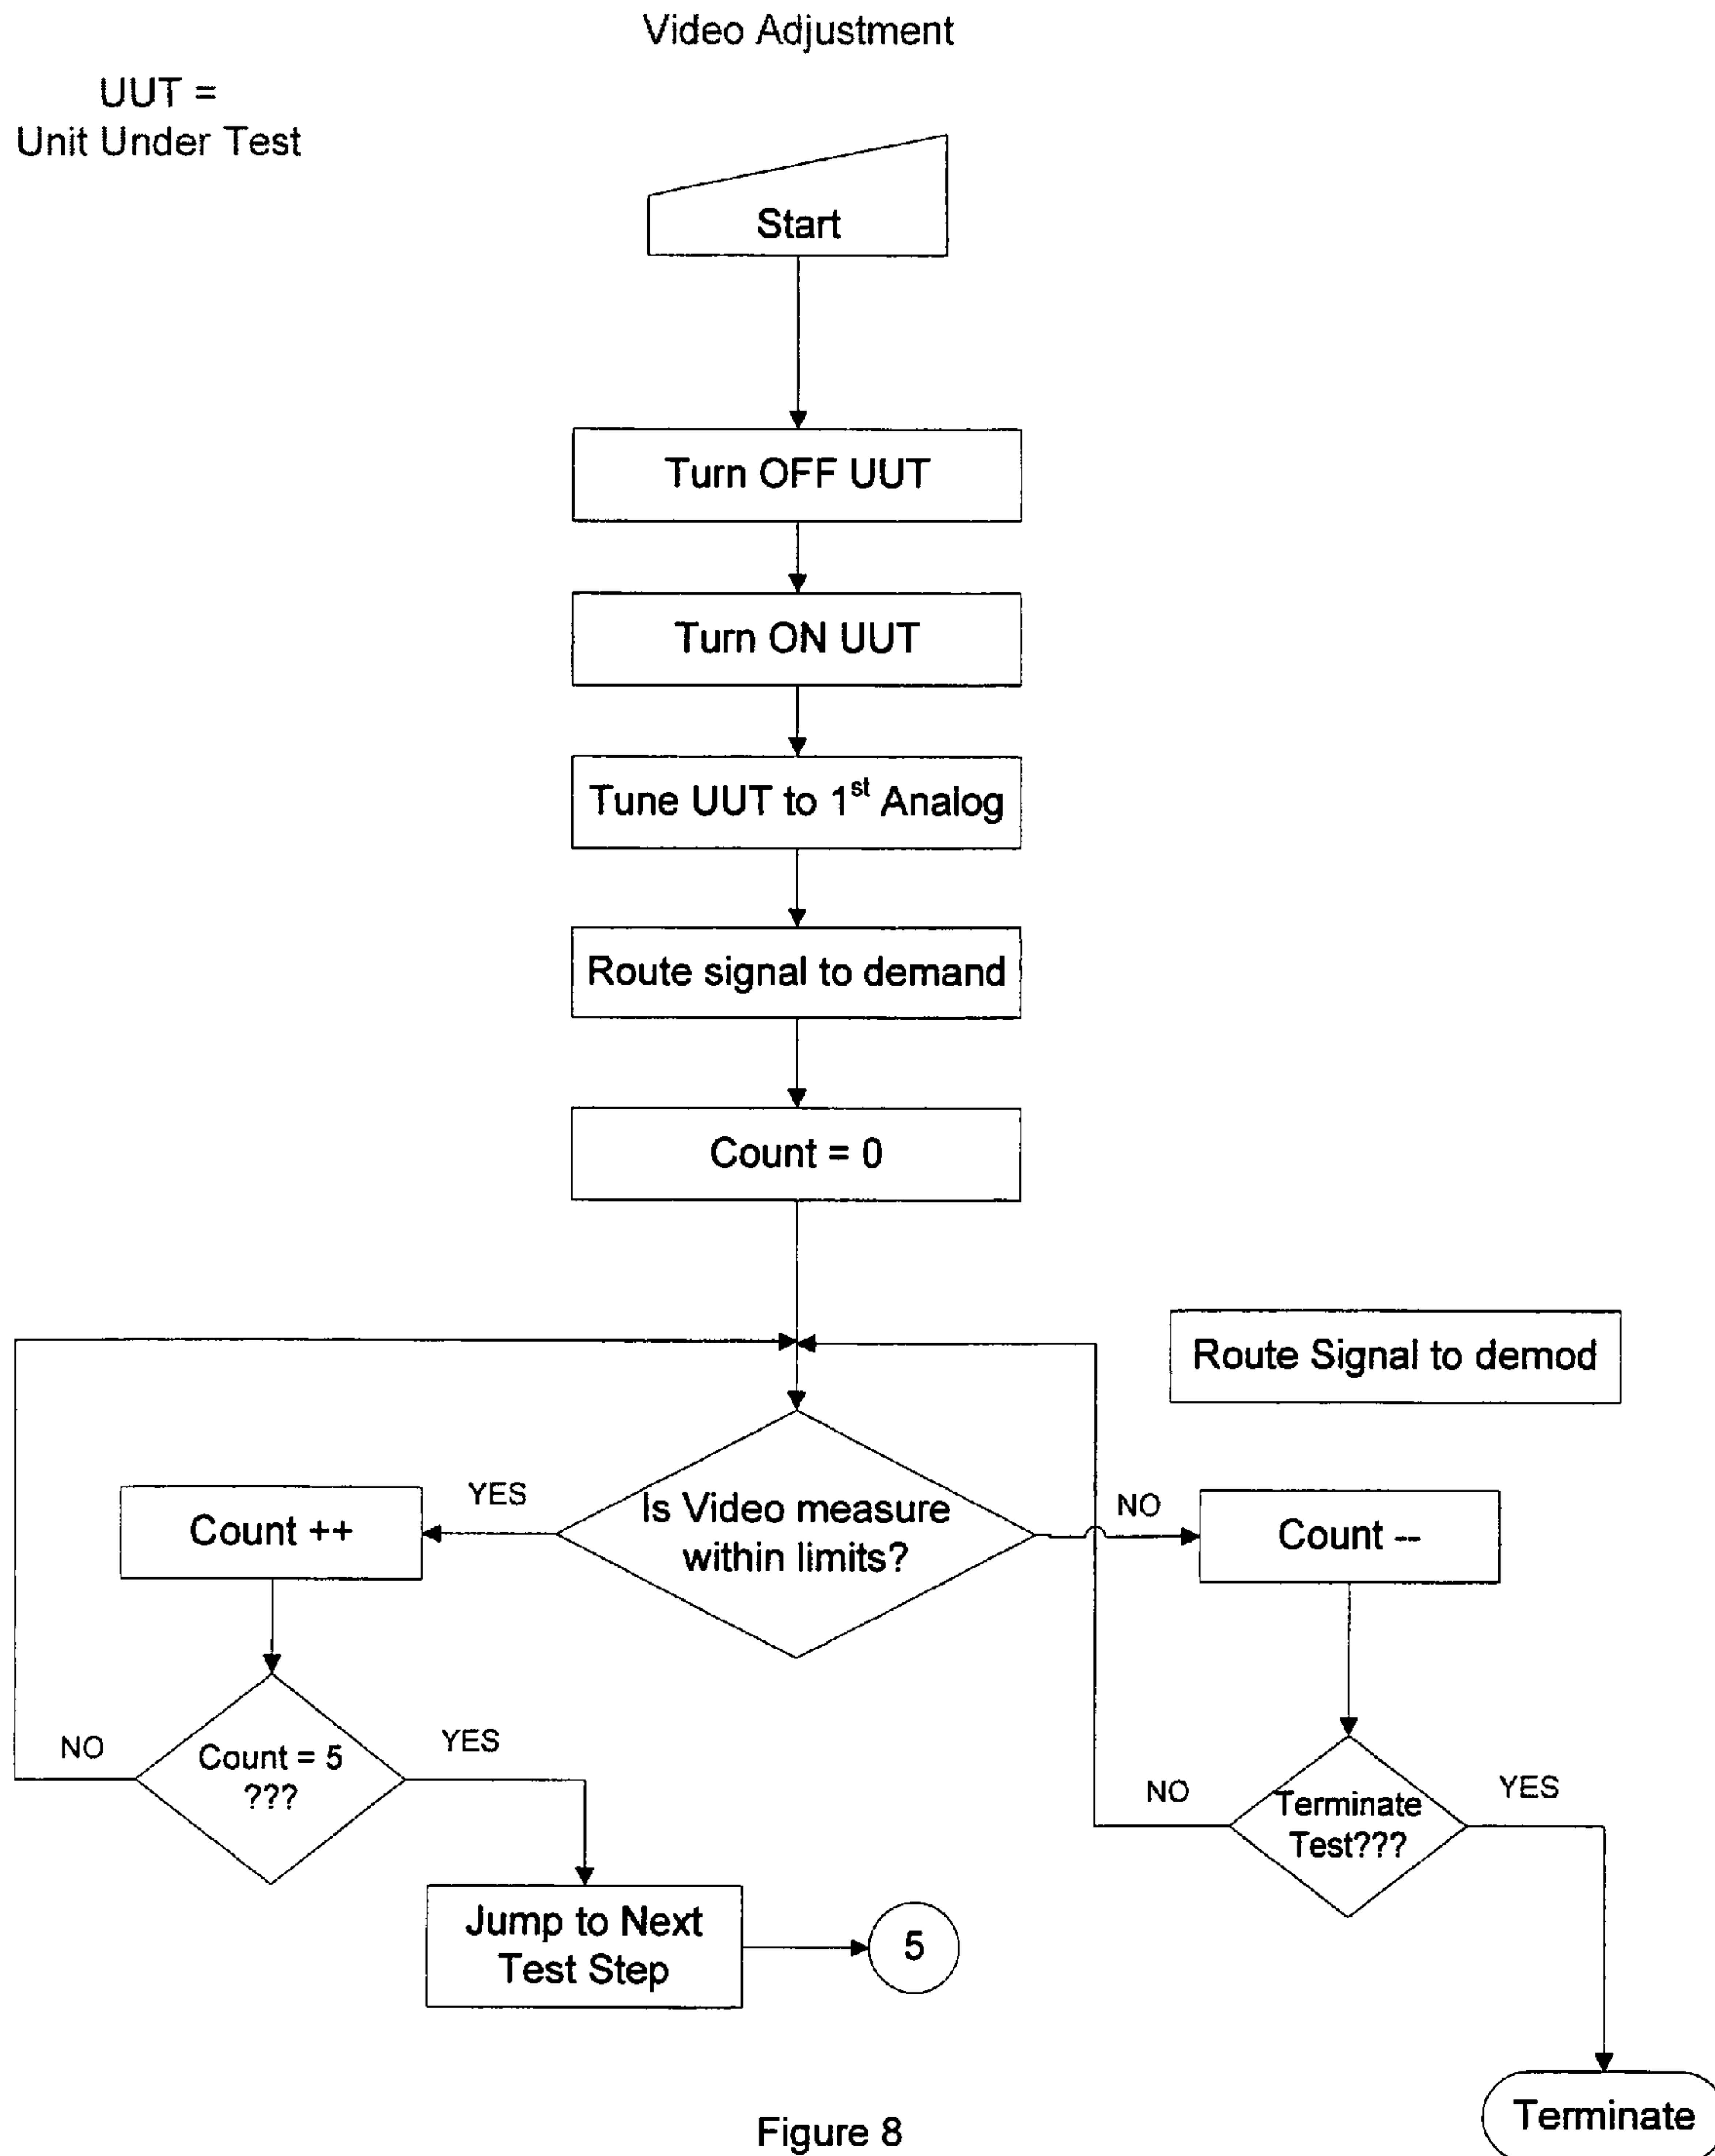 Video Adjustment
UUT =
Unit Under Test
Start
Turn OFF UUT
Turn ON UUT
Tune UUT to 1st Analog
Route signal to demand
Count = 0
Route Signal to demod
Is Video measure
within limits?
YES
NO
Count ++
Count --
Count = 5
???
NO
YES
Terminate
Test???
NO
YES
Jump to Next
Test Step
5
Terminate
Figure 8